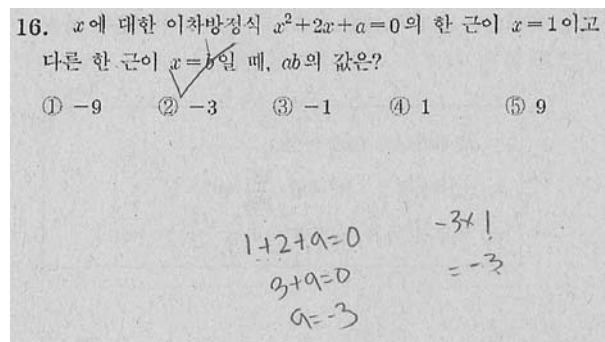 16. x에 대한 이차방정식 x²+2x+a=0의 한 근이 x=1이고
다른 한 근이 x=b일 때, ab의 값은?
① -9 ② -3 ③ -1 ④ 1 ⑤ 9
1+2+a=0
3+a=0
a=-3
-3×1
=-3